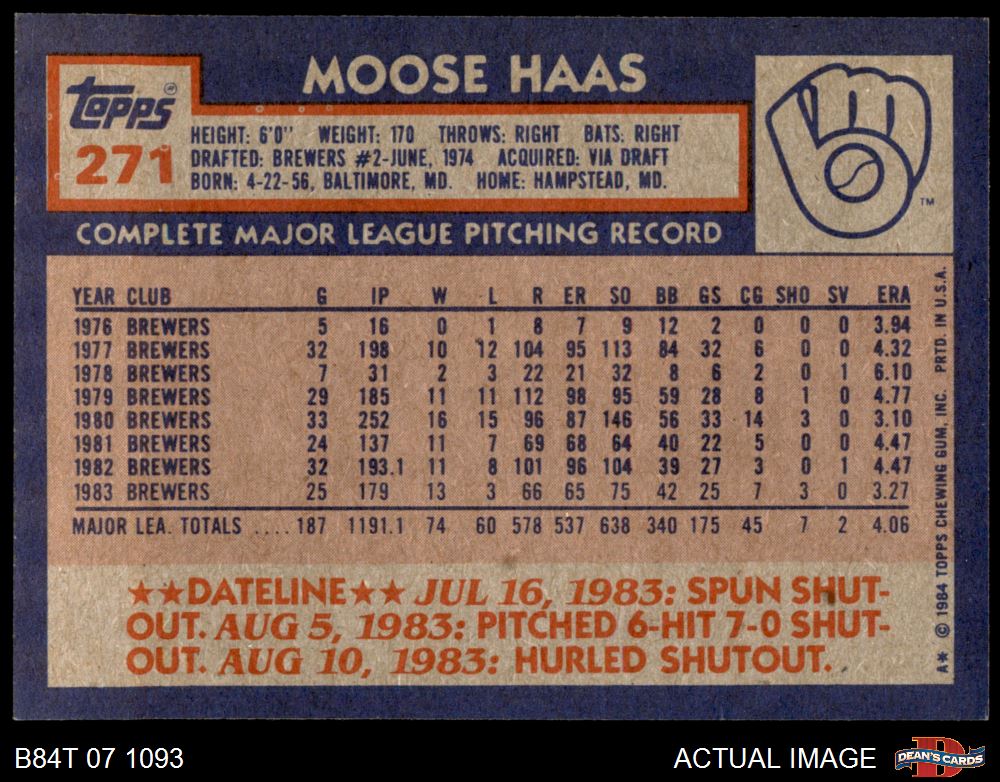 MOOSE HAAS
topps
271
HEIGHT: 6'0" WEIGHT: 170 THROWS: RIGHT BATS: RIGHT
DRAFTED: BREWERS #2-JUNE, 1974 ACQUIRED: VIA DRAFT
BORN: 4-22-56, BALTIMORE, MD. HOME: HAMPSTEAD, MD.
TM
COMPLETE MAJOR LEAGUE PITCHING RECORD
YEAR CLUB G IP W L R ER SO BB GS CG SHO SV ERA
1976 BREWERS 5 16 0 1 8 7 9 12 2 0 0 0 3.94
1977 BREWERS 32 198 10 12 104 95 113 84 32 6 0 0 4.32
1978 BREWERS 7 31 2 3 22 21 32 8 6 2 0 1 6.10
1979 BREWERS 29 185 11 11 112 98 95 59 28 8 1 0 4.77
1980 BREWERS 33 252 16 15 96 87 146 56 33 14 3 0 3.10
1981 BREWERS 24 137 11 7 69 68 64 40 22 5 0 0 4.47
1982 BREWERS 32 193.1 11 8 101 96 104 39 27 3 0 1 4.47
1983 BREWERS 25 179 13 3 66 65 75 42 25 7 3 0 3.27
MAJOR LEA. TOTALS .... 187 1191.1 74 60 578 537 638 340 175 45 7 2 4.06
★★DATELINE★★ JUL 16, 1983: SPUN SHUT-
OUT. AUG 5, 1983: PITCHED 6-HIT 7-0 SHUT-
OUT. AUG 10, 1983: HURLED SHUTOUT.
A* © 1984 TOPPS CHEWING GUM, INC. PRTD. IN U.S.A.
B84T 07 1093
ACTUAL IMAGE
DEAN'S CARDS